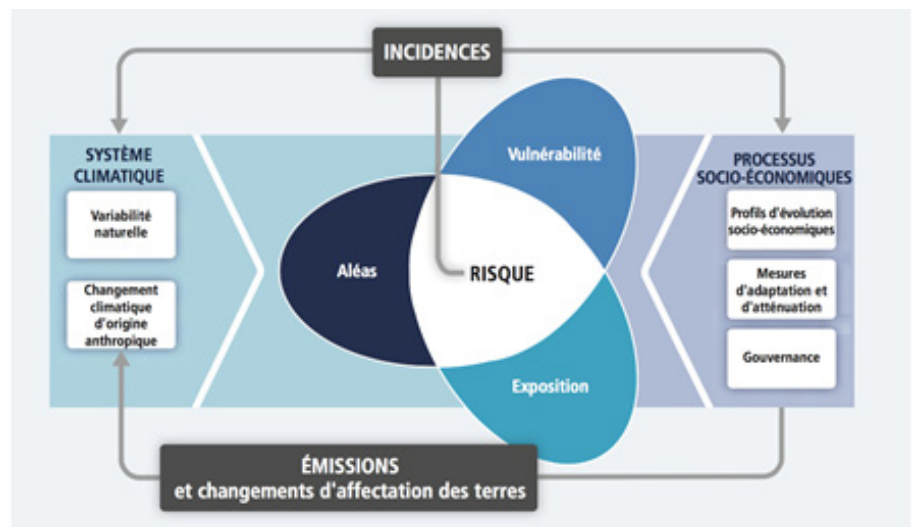 INCIDENCES
SYSTÈME
CLIMATIQUE
Variabilité
naturelle
Changement
climatique
d'origine
anthropique
Aléas
Vulnérabilité
RISQUE
Exposition
PROCESSUS
SOCIO-ÉCONOMIQUES
Profils d'évolution
socio-économiques
Mesures
d'adaptation et
d'atténuation
Gouvernance
ÉMISSIONS
et changements d'affectation des terres